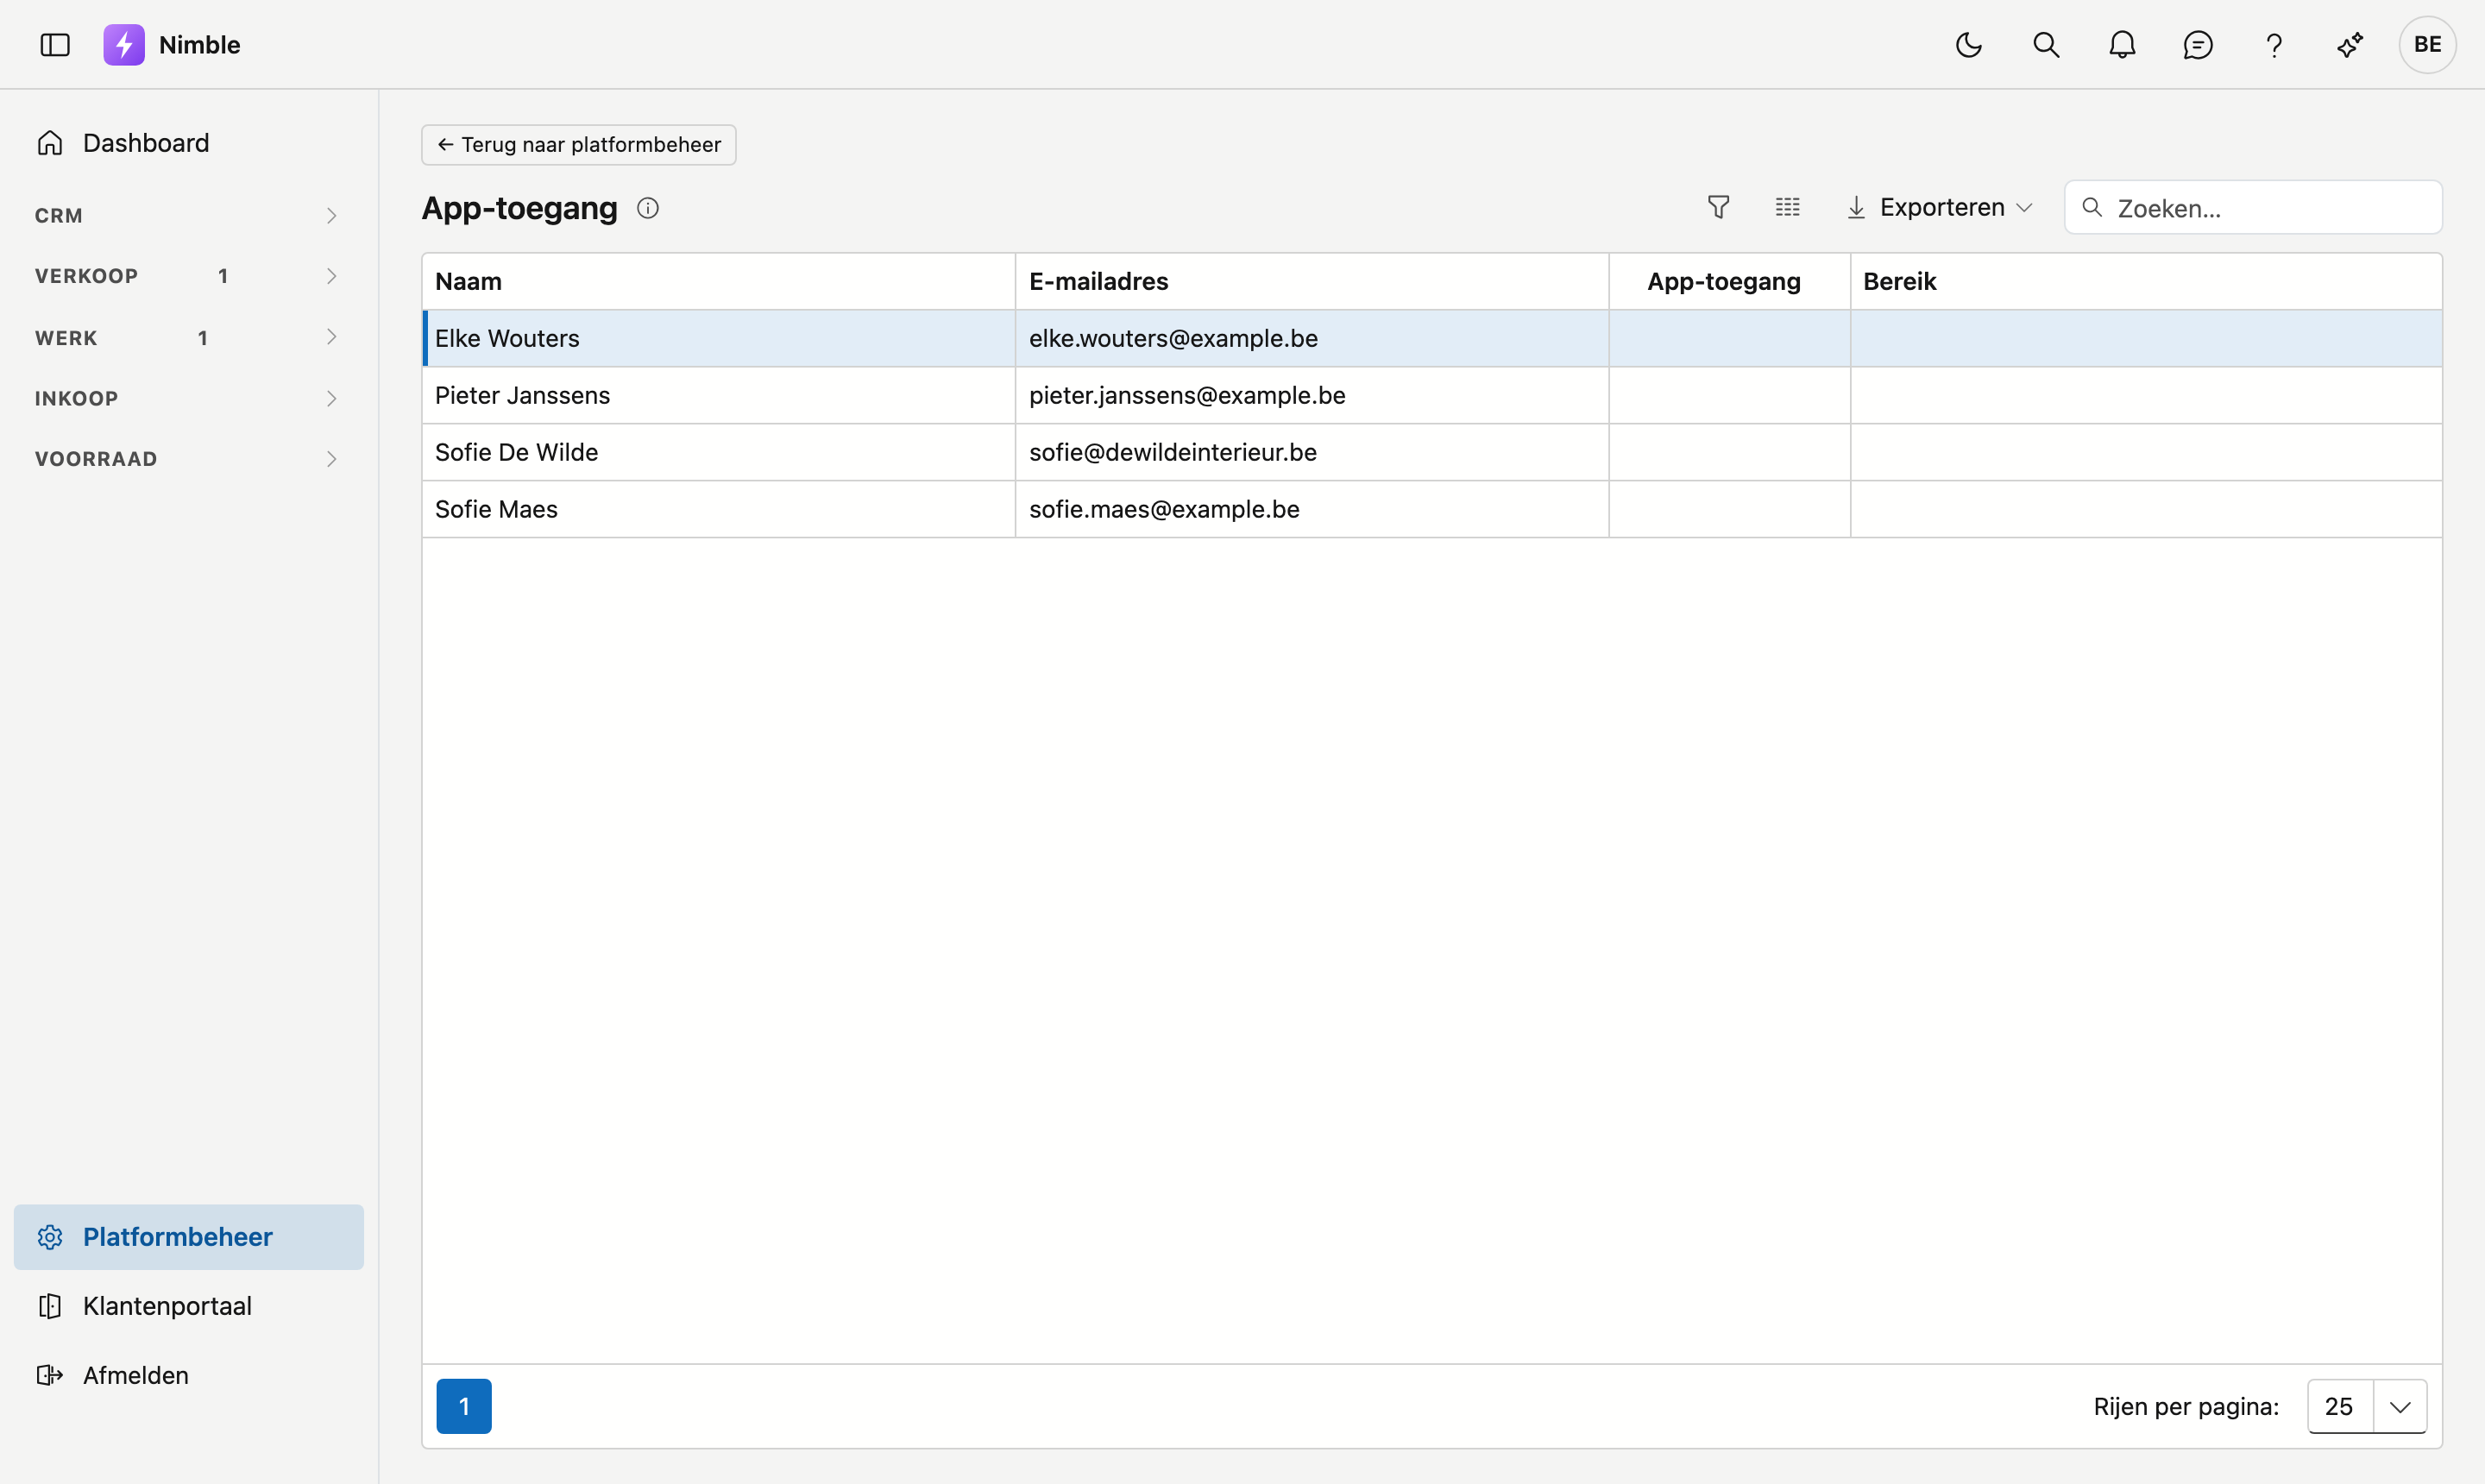 Nimble
BE
Dashboard
CRM
VERKOOP 1
WERK 1
INKOOP
VOORRAAD
Platformbeheer
Klantenportaal
Afmelden
← Terug naar platformbeheer
App-toegang
Exporteren
Zoeken...
Naam E-mailadres App-toegang Bereik
Elke Wouters elke.wouters@example.be
Pieter Janssens pieter.janssens@example.be
Sofie De Wilde sofie@dewildeinterieur.be
Sofie Maes sofie.maes@example.be
1 Rijen per pagina: 25